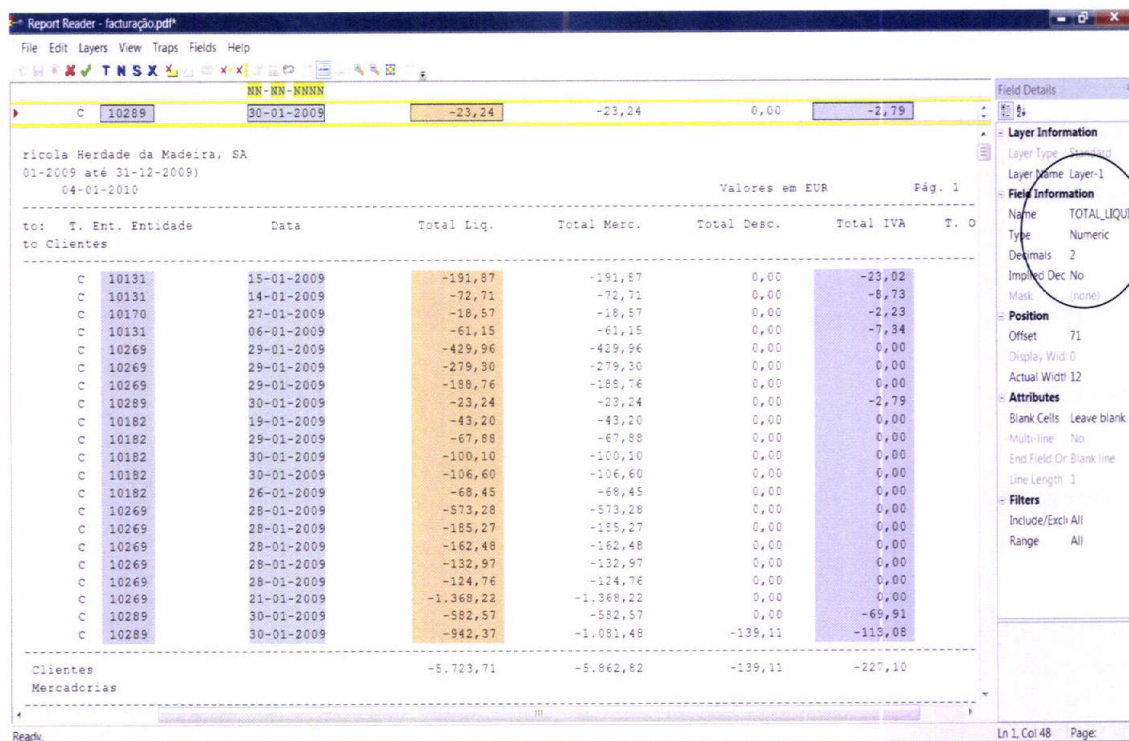 Report Reader - facturação.pdf*
File Edit Layers View Traps Fields Help
T N S X
NN-NN-NNNN
C 10289 30-01-2009 -23,24 -23,24 0,00 -2,79
ricola Herdade da Madeira, SA
01-2009 até 31-12-2009)
04-01-2010 Valores em EUR Pág. 1
to: T. Ent. Entidade Data Total Liq. Total Merc. Total Desc. Total IVA T. O
to Clientes
C 10131 15-01-2009 -191,87 -191,87 0,00 -23,02
C 10131 14-01-2009 -72,71 -72,71 0,00 -8,73
C 10170 27-01-2009 -18,57 -18,57 0,00 -2,23
C 10131 06-01-2009 -61,15 -61,15 0,00 -7,34
C 10269 29-01-2009 -429,96 -429,96 0,00 0,00
C 10269 29-01-2009 -279,30 -279,30 0,00 0,00
C 10269 29-01-2009 -188,76 -188,76 0,00 0,00
C 10289 30-01-2009 -23,24 -23,24 0,00 -2,79
C 10182 19-01-2009 -43,20 -43,20 0,00 0,00
C 10182 29-01-2009 -67,88 -67,88 0,00 0,00
C 10182 30-01-2009 -100,10 -100,10 0,00 0,00
C 10182 30-01-2009 -106,60 -106,60 0,00 0,00
C 10182 26-01-2009 -68,45 -68,45 0,00 0,00
C 10269 28-01-2009 -573,28 -573,28 0,00 0,00
C 10269 28-01-2009 -185,27 -185,27 0,00 0,00
C 10269 28-01-2009 -162,48 -162,48 0,00 0,00
C 10269 28-01-2009 -132,97 -132,97 0,00 0,00
C 10269 28-01-2009 -124,76 -124,76 0,00 0,00
C 10269 21-01-2009 -1.368,22 -1.368,22 0,00 0,00
C 10289 30-01-2009 -582,57 -582,57 0,00 -69,91
C 10289 30-01-2009 -942,37 -1.081,48 -139,11 -113,08
Clientes -5.723,71 -5.862,82 -139,11 -227,10
Mercadorias
Field Details
Layer Information
Layer Type Standard
Layer Name Layer-1
Field Information
Name TOTAL_LIQUI
Type Numeric
Decimals 2
Implied Dec No
Mask (none)
Position
Offset 71
Display Wid 0
Actual Widt 12
Attributes
Blank Cells Leave blank
Multi-line No
End Field Or Blank line
Line Length 1
Filters
Include/Excl All
Range All
Ready. Ln 1, Col 48 Page: